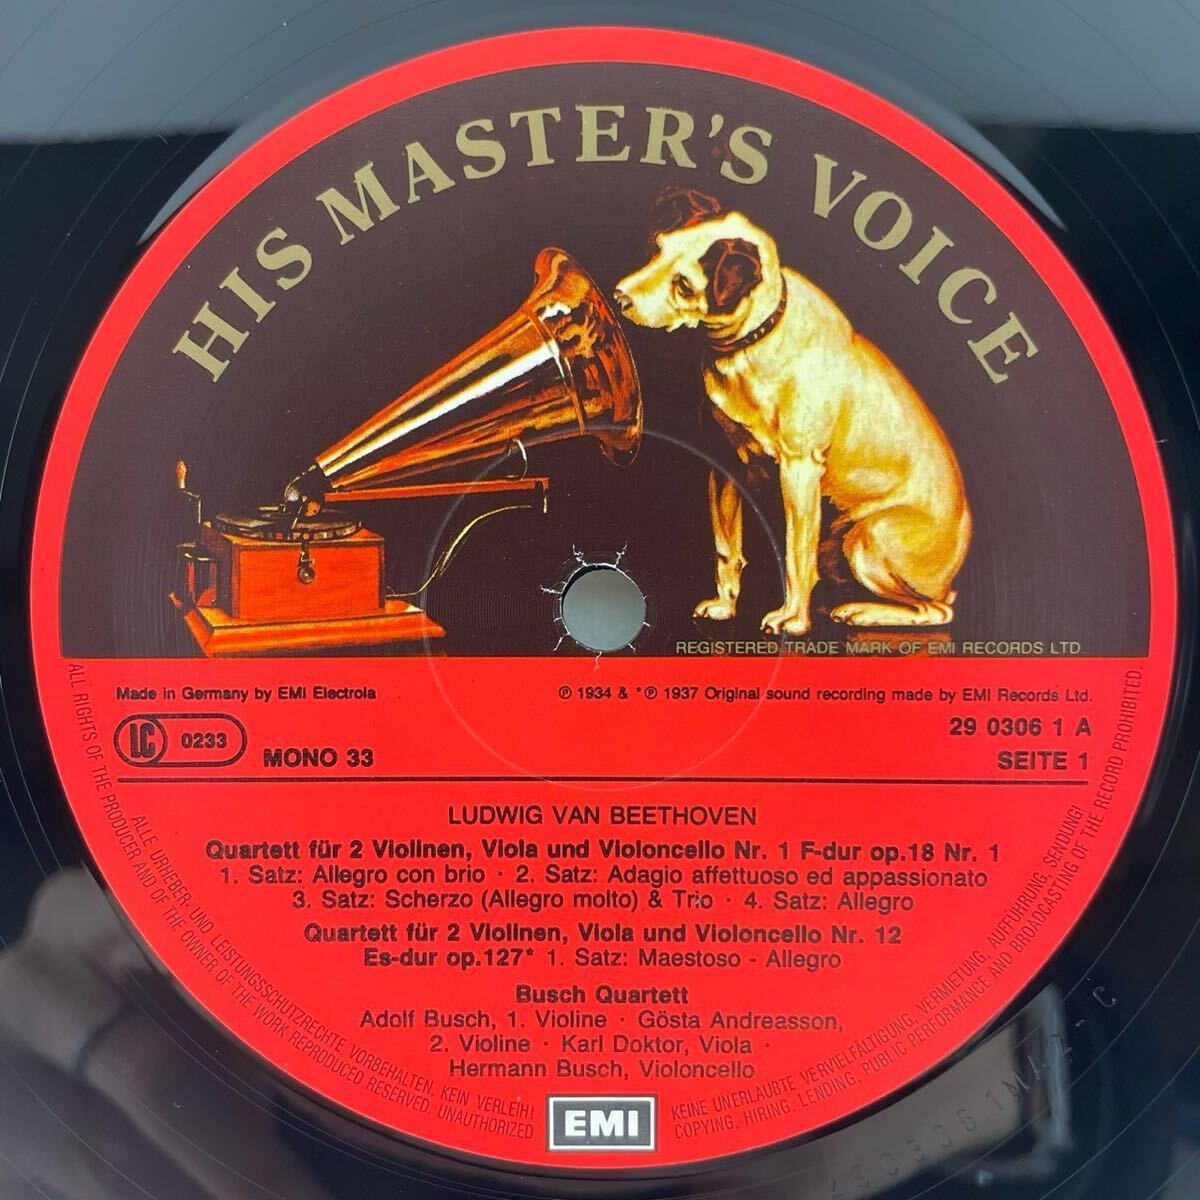 HIS MASTER'S VOICE
REGISTERED TRADE MARK OF EMI RECORDS LTD.
Made in Germany by EMI Electrola
℗ 1934 & *℗ 1937 Original sound recording made by EMI Records Ltd.
LC 0233
MONO 33
29 0306 1 A
SEITE 1
LUDWIG VAN BEETHOVEN
Quartett für 2 Violinen, Viola und Violoncello Nr. 1 F-dur op.18 Nr. 1
1. Satz: Allegro con brio · 2. Satz: Adagio affettuoso ed appassionato
3. Satz: Scherzo (Allegro molto) & Trio · 4. Satz: Allegro
Quartett für 2 Violinen, Viola und Violoncello Nr. 12
Es-dur op.127* 1. Satz: Maestoso - Allegro
Busch Quartett
Adolf Busch, 1. Violine · Gösta Andreasson,
2. Violine · Karl Doktor, Viola ·
Hermann Busch, Violoncello
EMI
ALLE URHEBER- UND LEISTUNGSSCHUTZRECHTE VORBEHALTEN. KEIN VERLEIH! KEINE UNERLAUBTE VERVIELFÄLTIGUNG, VERMIETUNG, AUFFÜHRUNG, SENDUNG!
ALL RIGHTS OF THE PRODUCER AND OF THE OWNER OF THE WORK REPRODUCED RESERVED. UNAUTHORIZED COPYING, HIRING, LENDING, PUBLIC PERFORMANCE AND BROADCASTING OF THE RECORD PROHIBITED.